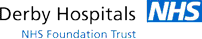 Derby Hospitals NHS
NHS Foundation Trust